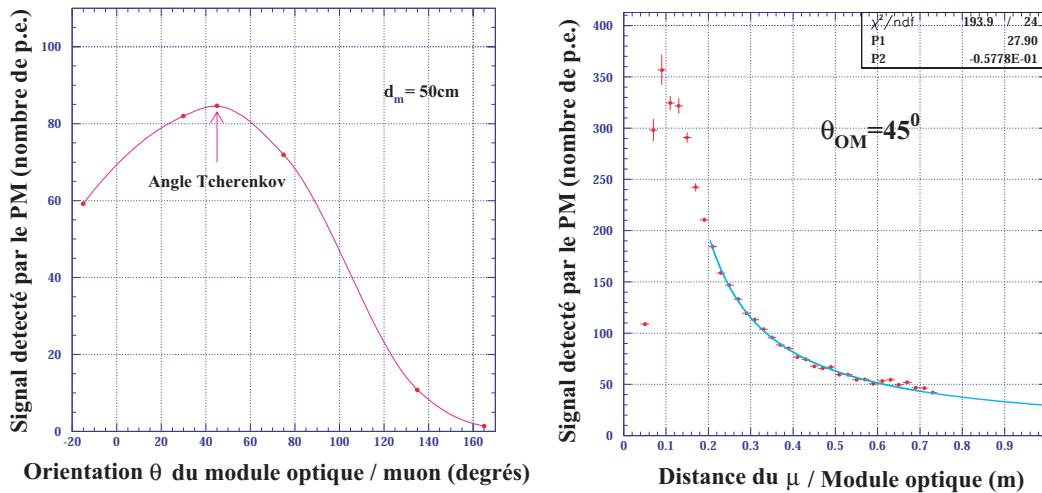 Signal detecté par le PM (nombre de p.e.)
100
80
60
40
20
0
-20 0 20 40 60 80 100 120 140 160
d_m = 50cm
Angle Tcherenkov
Orientation θ du module optique / muon (degrés)
Signal detecté par le PM (nombre de p.e.)
400
350
300
250
200
150
100
50
0
0 0.1 0.2 0.3 0.4 0.5 0.6 0.7 0.8 0.9
χ²/ndf 193.9 / 24
P1 27.90
P2 -0.5778E-01
θ_OM=45⁰
Distance du μ / Module optique (m)